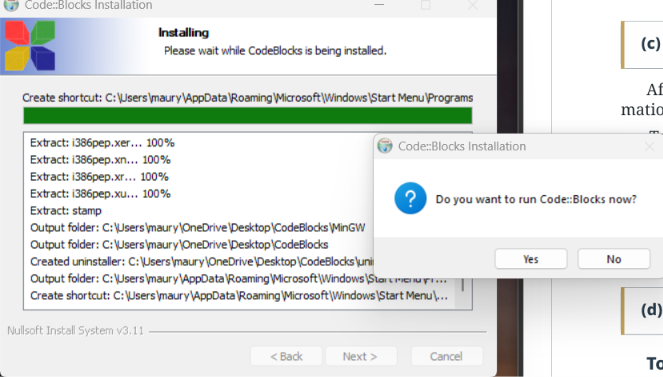 Code::Blocks Installation
Installing
Please wait while CodeBlocks is being installed.
Create shortcut: C:\Users\maury\AppData\Roaming\Microsoft\Windows\Start Menu\Programs
Extract: i386pep.xer... 100%
Extract: i386pep.xn... 100%
Extract: i386pep.xr... 100%
Extract: i386pep.xu... 100%
Extract: stamp
Output folder: C:\Users\maury\OneDrive\Desktop\CodeBlocks\MinGW
Output folder: C:\Users\maury\OneDrive\Desktop\CodeBlocks
Created uninstaller: C:\Users\maury\OneDrive\Desktop\CodeBlocks\uni
Output folder: C:\Users\maury\AppData\Roaming\Microsoft\Windows\Start Menu\Pr...
Create shortcut: C:\Users\maury\AppData\Roaming\Microsoft\Windows\Start Menu\...
Nullsoft Install System v3.11
< Back
Next >
Cancel
Code::Blocks Installation
Do you want to run Code::Blocks now?
Yes
No
(c)
Af
matio
(d)
To